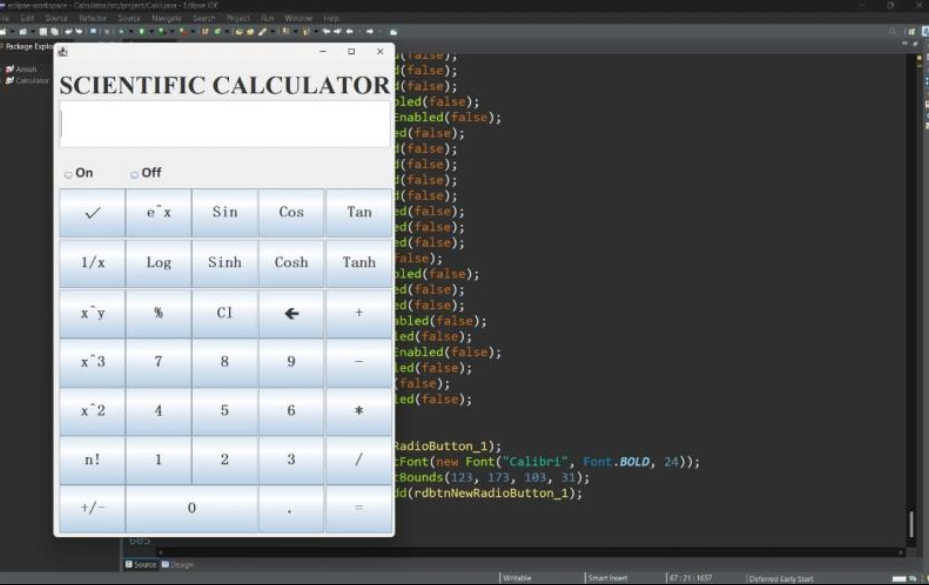 eclipse-workspace - Calculator/src/project/Calci.java - Eclipse IDE
File Edit Source Refactor Source Navigate Search Project Run Window Help
Package Explo
Amish
Calculator
SCIENTIFIC CALCULATOR
On Off
✓ e^x Sin Cos Tan
1/x Log Sinh Cosh Tanh
x^y % Cl ← +
x^3 7 8 9 -
x^2 4 5 6 *
n! 1 2 3 /
+/- 0 . =
(false);
d(false);
d(false);
bled(false);
Enabled(false);
ed(false);
d(false);
d(false);
d(false);
d(false);
ed(false);
ed(false);
ed(false);
alse);
bled(false);
ed(false);
ed(false);
abled(false);
led(false);
Enabled(false);
led(false);
(false);
led(false);
RadioButton_1);
tFont(new Font("Calibri", Font.BOLD, 24));
tBounds(123, 173, 103, 31);
dd(rdbtnNewRadioButton_1);
605
Source Design
Writable Smart Insert 67 : 21 : 1657 Deferred Early Start